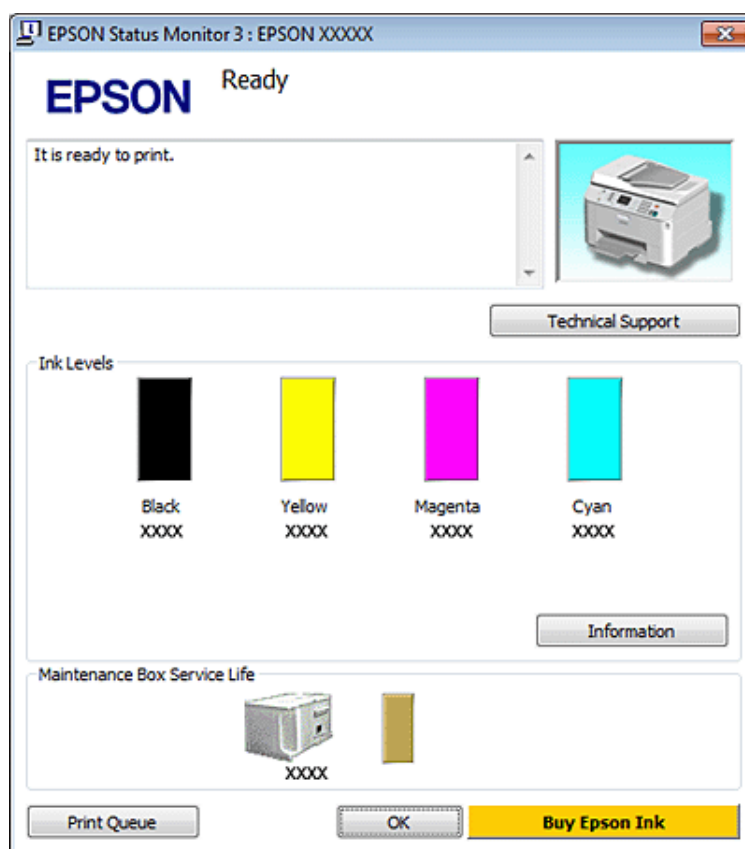 EPSON Status Monitor 3 : EPSON XXXXX
EPSON
Ready
It is ready to print.
Technical Support
Ink Levels
Black Yellow Magenta Cyan
XXXX XXXX XXXX XXXX
Information
Maintenance Box Service Life
XXXX
Print Queue OK Buy Epson Ink